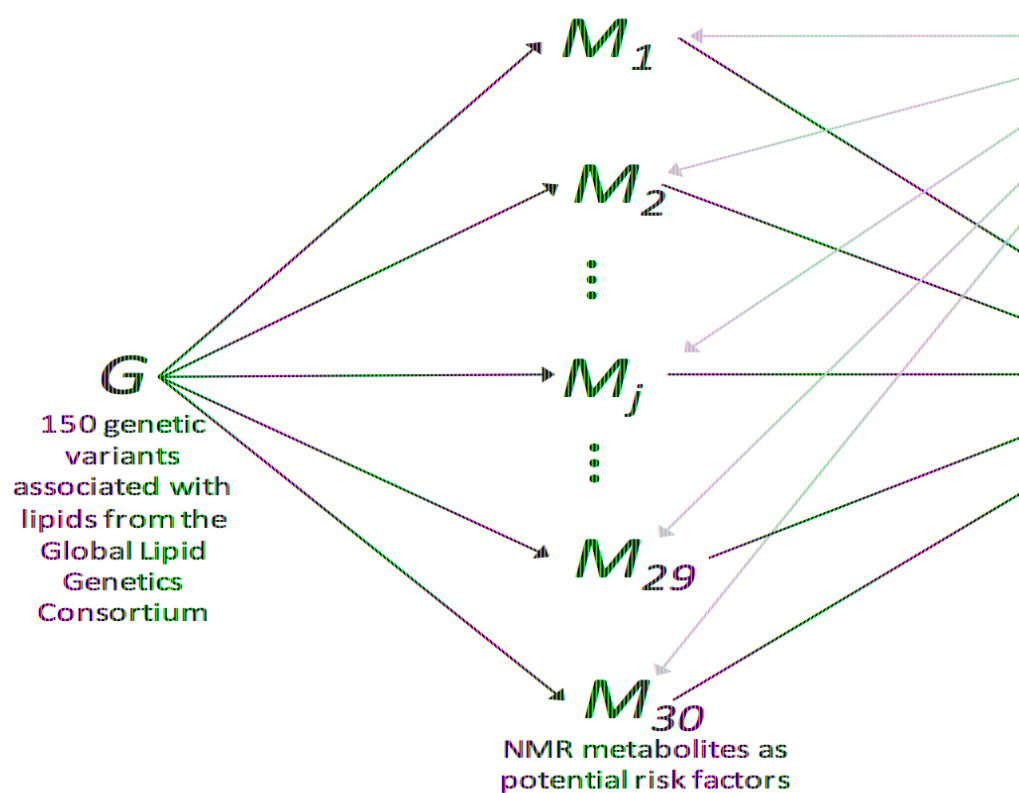 M1
M2
⋮
G
Mj
150 genetic
variants
associated with
lipids from the
Global Lipid
Genetics
Consortium
⋮
M29
M30
NMR metabolites as
potential risk factors